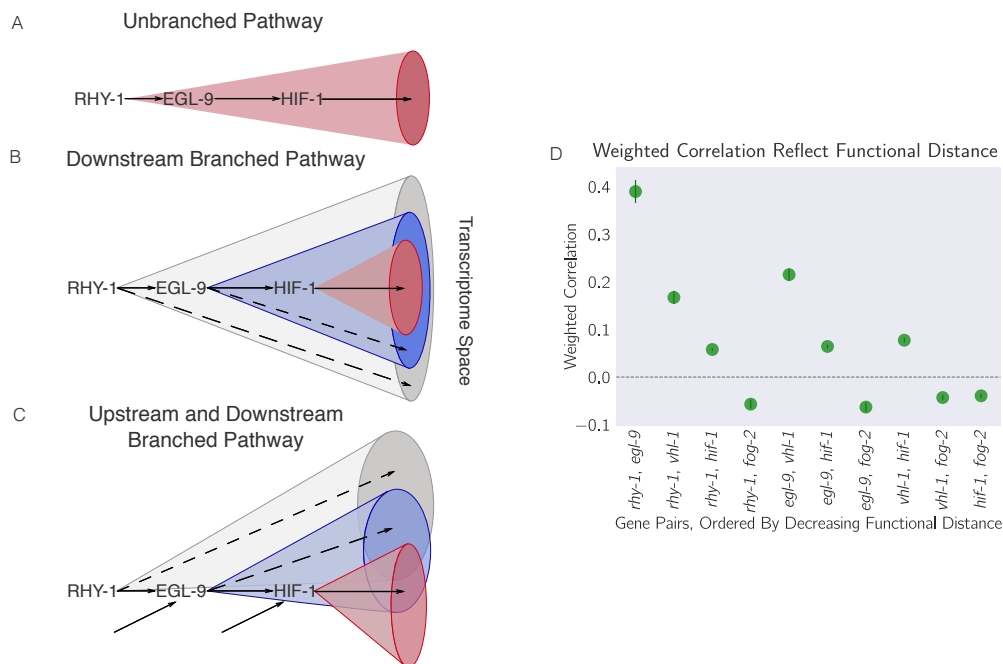 A
Unbranched Pathway
RHY-1
EGL-9
HIF-1
B
Downstream Branched Pathway
RHY-1
EGL-9
HIF-1
Transcriptome Space
C
Upstream and Downstream
Branched Pathway
RHY-1
EGL-9
HIF-1
D
Weighted Correlation Reflect Functional Distance
Weighted Correlation
0.4
0.3
0.2
0.1
0.0
−0.1
rhy-1, egl-9
rhy-1, vhl-1
rhy-1, hif-1
rhy-1, fog-2
egl-9, vhl-1
egl-9, hif-1
egl-9, fog-2
vhl-1, hif-1
vhl-1, fog-2
hif-1, fog-2
Gene Pairs, Ordered By Decreasing Functional Distance